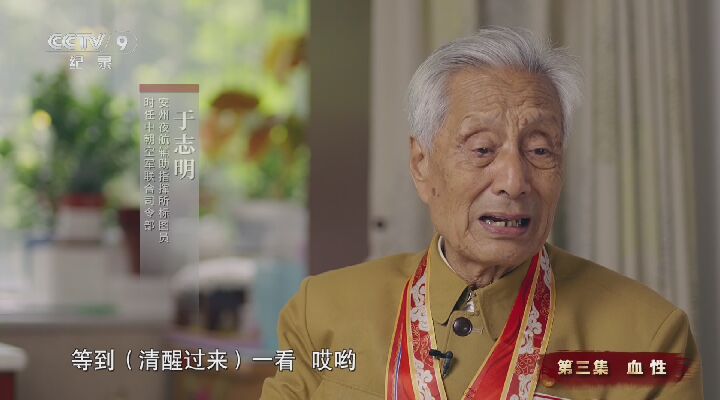 CCTV 9
纪录
于志明
时任中朝空军联合司令部
安州夜航辅助指挥所标图员
等到（清醒过来）一看 哎哟
第三集 血性